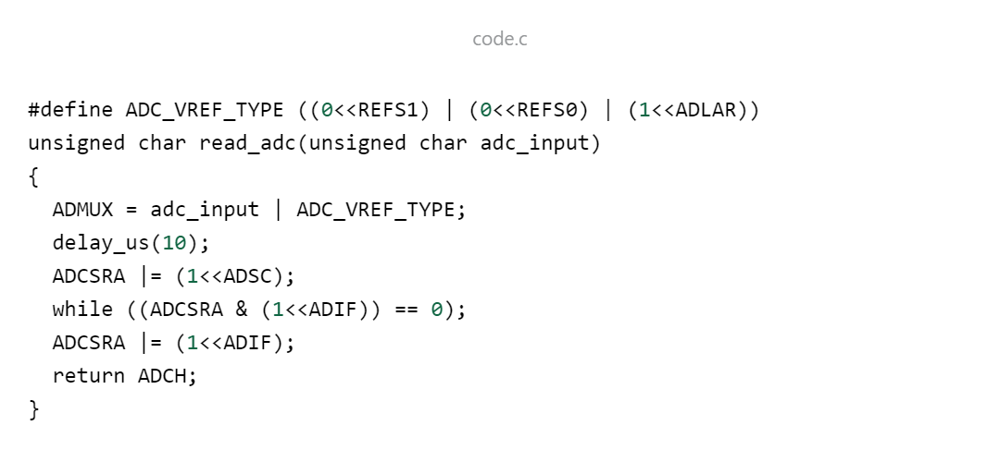 code.c
#define ADC_VREF_TYPE ((0<<REFS1) | (0<<REFS0) | (1<<ADLAR))
unsigned char read_adc(unsigned char adc_input)
{
  ADMUX = adc_input | ADC_VREF_TYPE;
  delay_us(10);
  ADCSRA |= (1<<ADSC);
  while ((ADCSRA & (1<<ADIF)) == 0);
  ADCSRA |= (1<<ADIF);
  return ADCH;
}